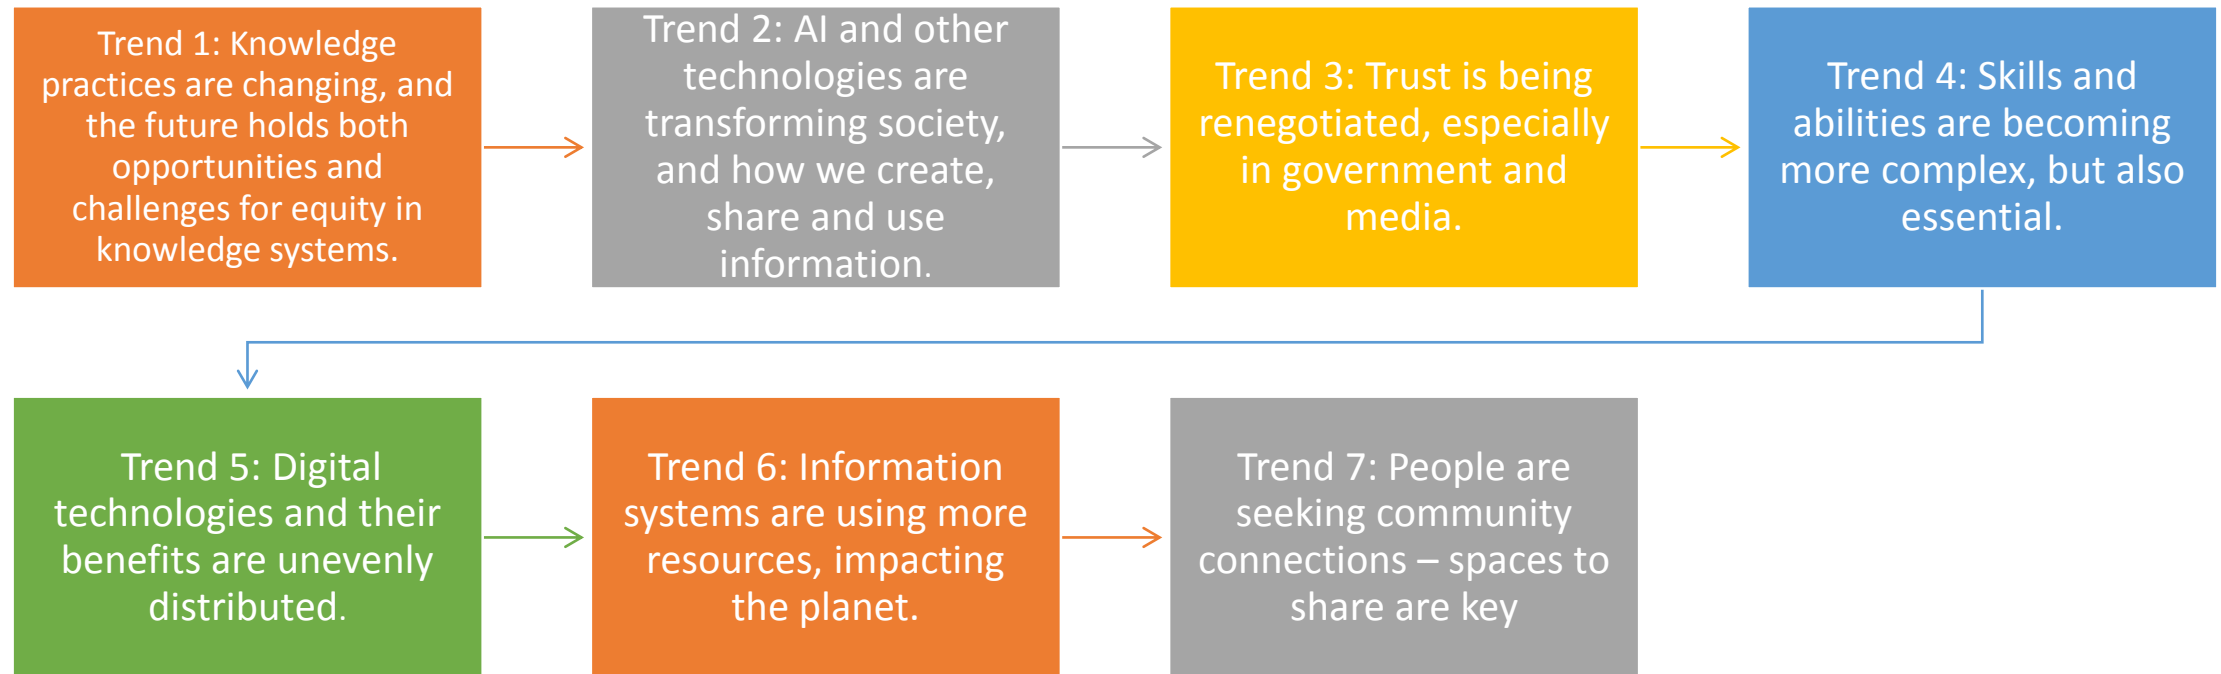 Trend 1: Knowledge
practices are changing, and
the future holds both
opportunities and
challenges for equity in
knowledge systems.
Trend 2: AI and other
technologies are
transforming society,
and how we create,
share and use
information.
Trend 3: Trust is being
renegotiated, especially
in government and
media.
Trend 4: Skills and
abilities are becoming
more complex, but also
essential.
Trend 5: Digital
technologies and their
benefits are unevenly
distributed.
Trend 6: Information
systems are using more
resources, impacting
the planet.
Trend 7: People are
seeking community
connections – spaces to
share are key